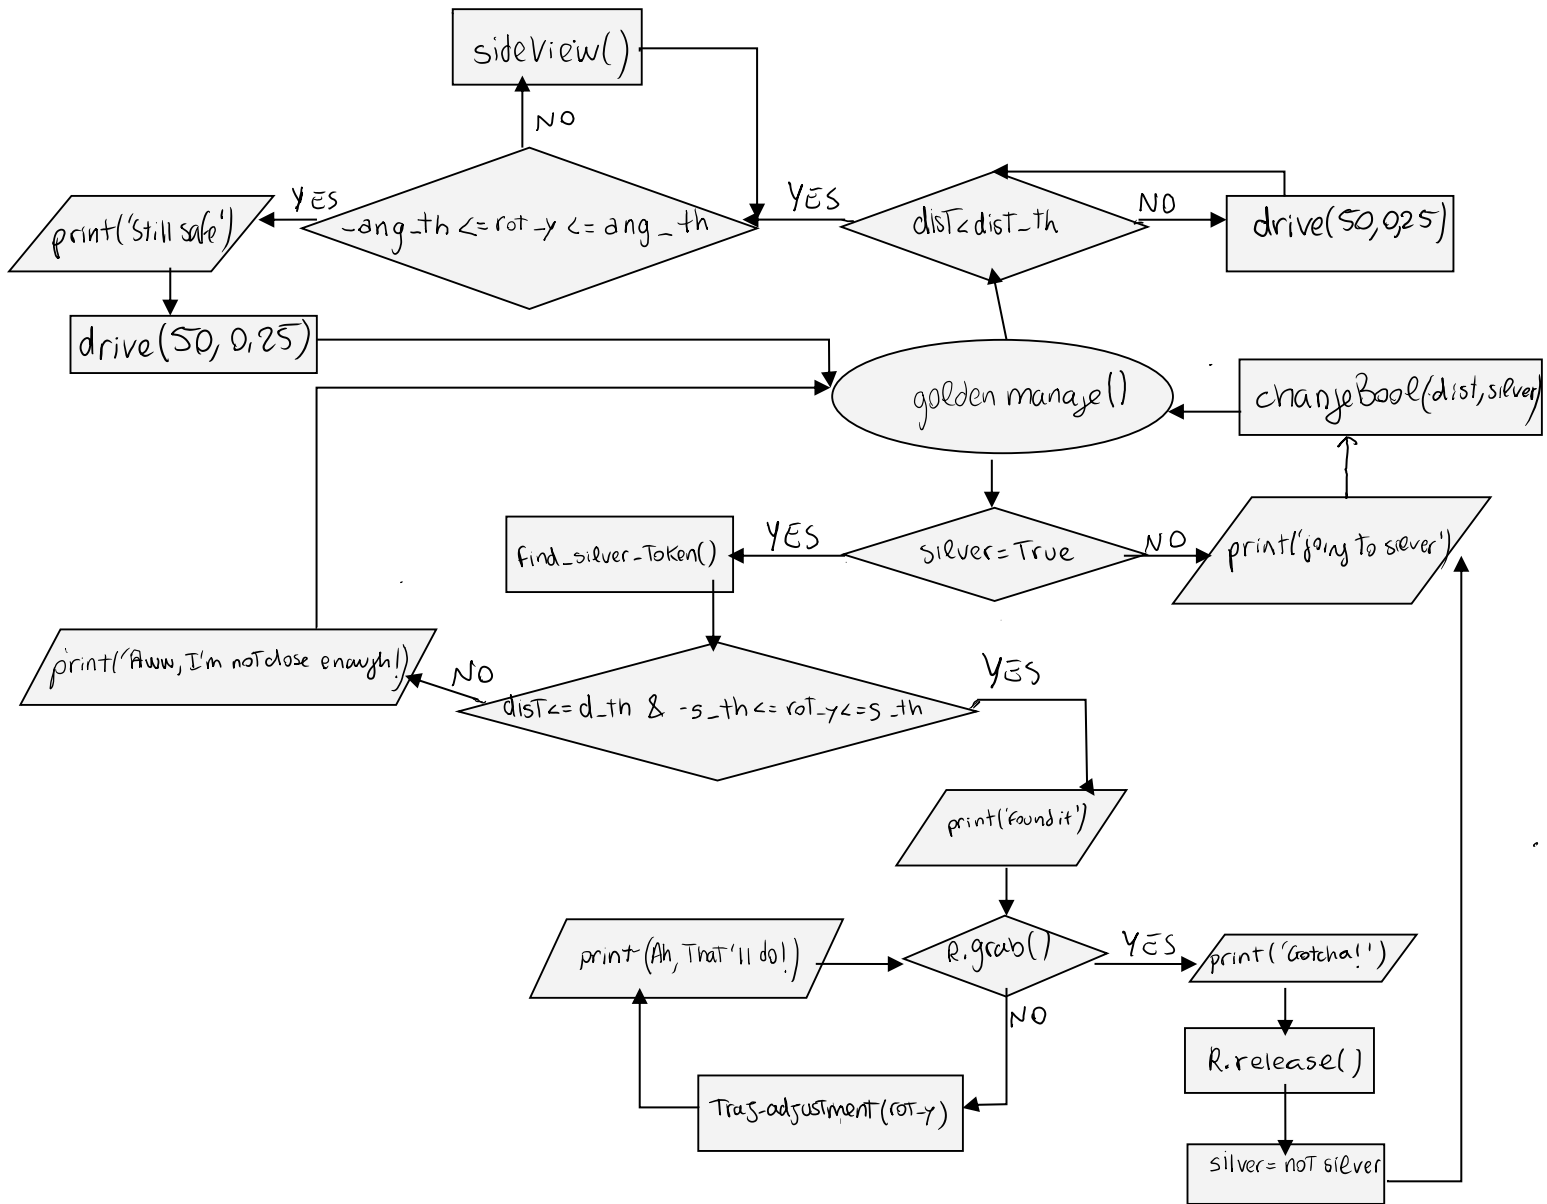 sideView()
NO
YES
print('Still safe')
-ang_th <= rot_y <= ang_th
YES
dist<dist_th
NO
drive(50,0,25)
drive(50, 0,25)
golden manage()
changeBool(dist,silver)
find_silver_Token()
YES
silver=True
NO
print('going to silver')
print('Aww, I'm not close enough!)
NO
dist<=d_th & -s_th<=rot_y<=s_th
YES
print('Found it')
print(Ah, That'll do!)
R.grab()
YES
print('Gotcha!')
NO
R.release()
Traj-adjustment(rot_y)
silver=not silver